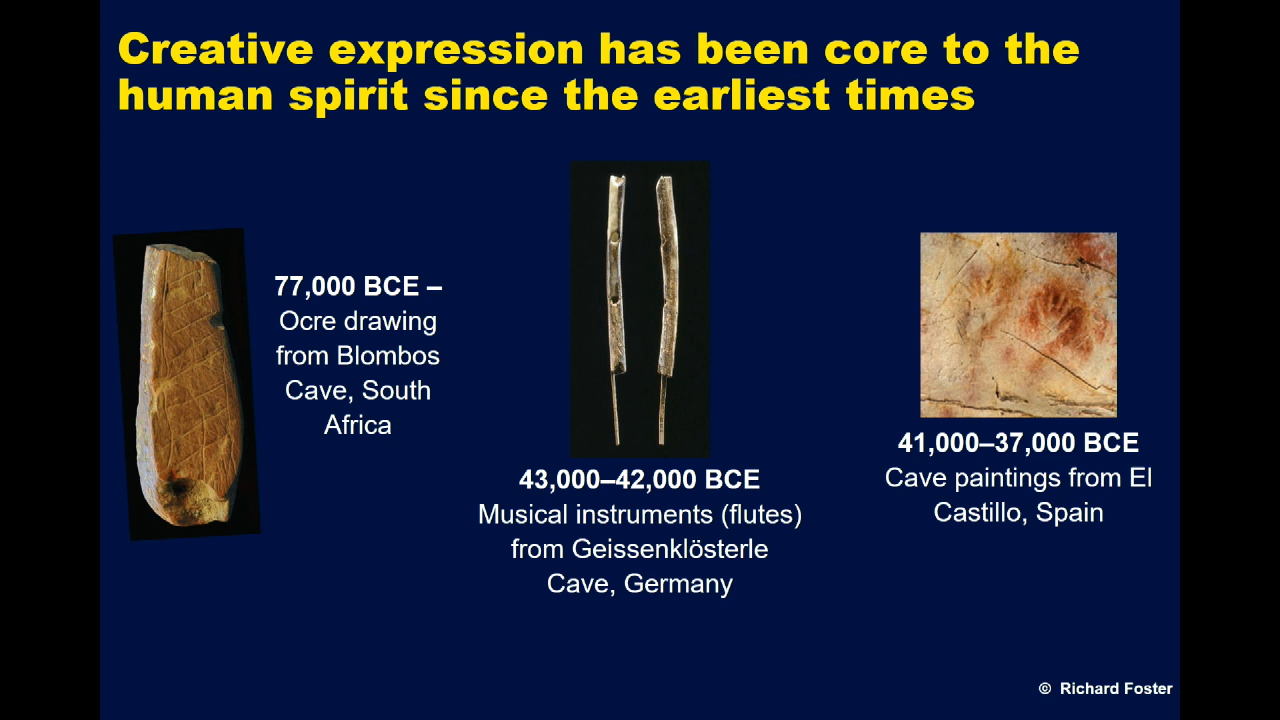 Creative expression has been core to the
human spirit since the earliest times
77,000 BCE –
Ocre drawing
from Blombos
Cave, South
Africa
43,000–42,000 BCE
Musical instruments (flutes)
from Geissenklösterle
Cave, Germany
41,000–37,000 BCE
Cave paintings from El
Castillo, Spain
© Richard Foster